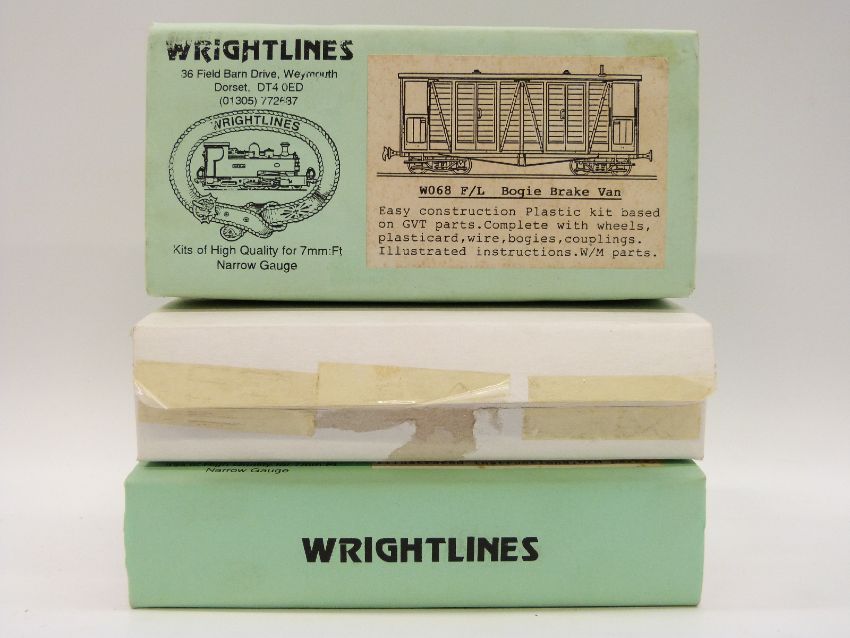 WRIGHTLINES
36 Field Barn Drive, Weymouth
Dorset, DT4 0ED
(01305) 772687
WRIGHTLINES
Kits of High Quality for 7mm:Ft
Narrow Gauge
W068 F/L Bogie Brake Van
Easy construction Plastic kit based
on GVT parts.Complete with wheels,
plasticard,wire,bogies,couplings.
Illustrated instructions.W/M parts.
Narrow Gauge
WRIGHTLINES